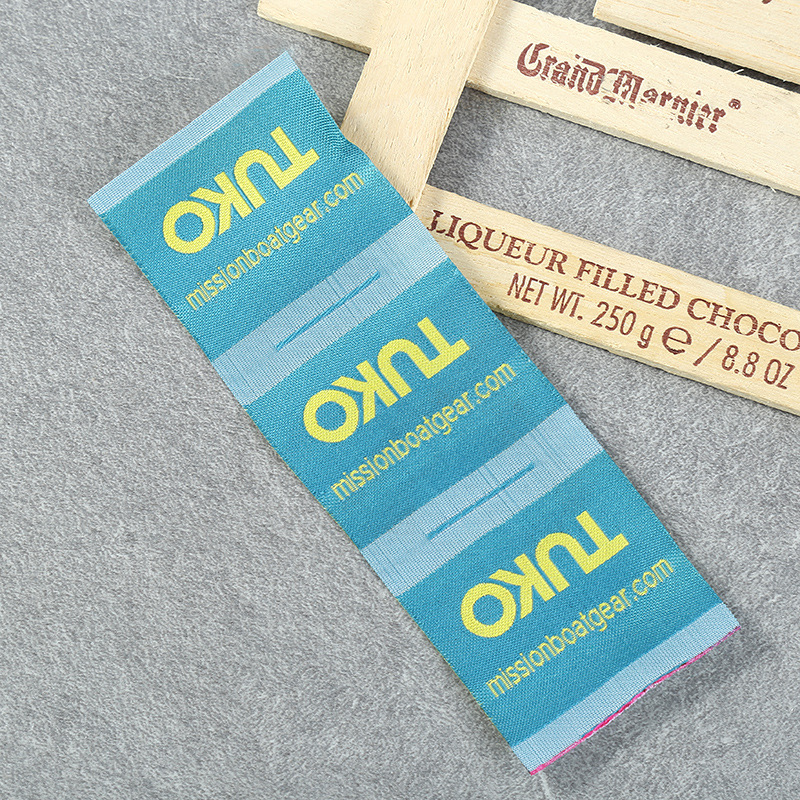 Grand Marnier®
LIQUEUR FILLED CHOCO
NET WT. 250 g e / 8.8 OZ
TUKO
missionboatgear.com
TUKO
missionboatgear.com
TUKO
missionboatgear.com